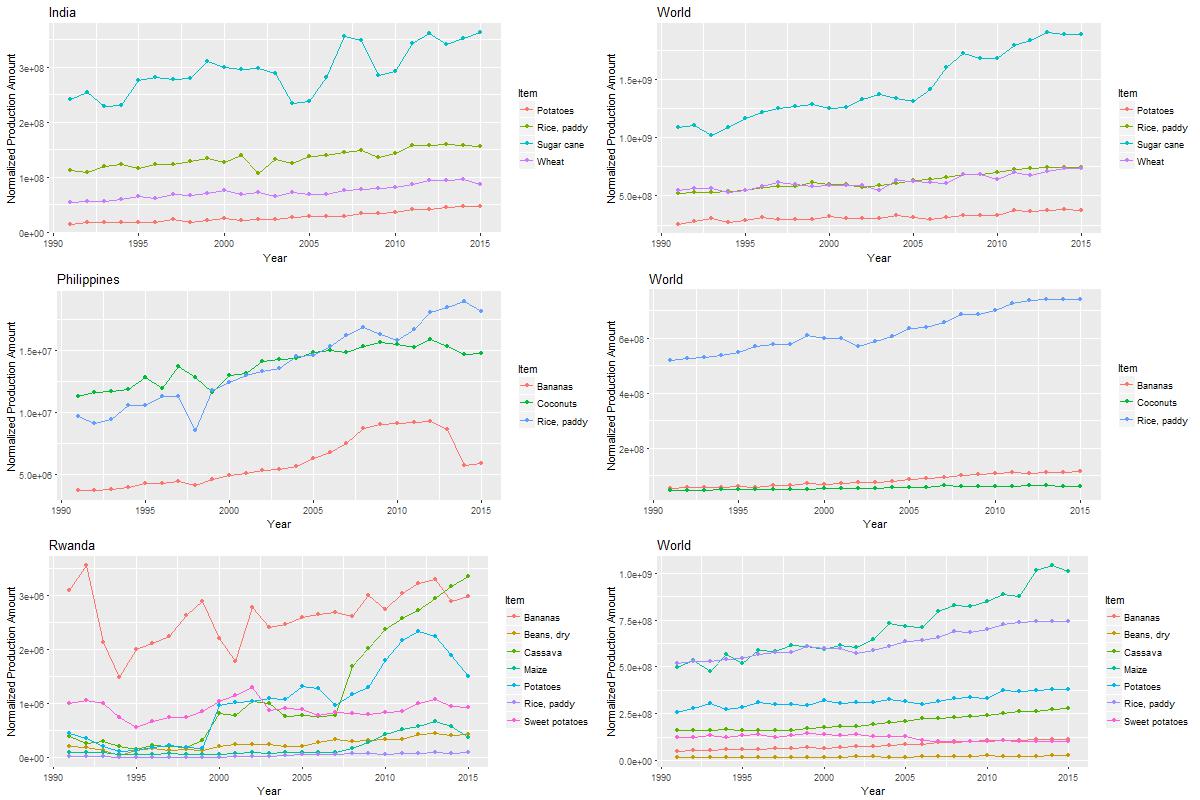 India
Normalized Production Amount
3e+08
2e+08
1e+08
0e+00
1990 1995 2000 2005 2010 2015
Year
Item
Potatoes
Rice, paddy
Sugar cane
Wheat
World
Normalized Production Amount
1.5e+09
1.0e+09
5.0e+08
1990 1995 2000 2005 2010 2015
Year
Item
Potatoes
Rice, paddy
Sugar cane
Wheat
Philippines
Normalized Production Amount
1.5e+07
1.0e+07
5.0e+06
1990 1995 2000 2005 2010 2015
Year
Item
Bananas
Coconuts
Rice, paddy
World
Normalized Production Amount
6e+08
4e+08
2e+08
1990 1995 2000 2005 2010 2015
Year
Item
Bananas
Coconuts
Rice, paddy
Rwanda
Normalized Production Amount
3e+06
2e+06
1e+06
0e+00
1990 1995 2000 2005 2010 2015
Year
Item
Bananas
Beans, dry
Cassava
Maize
Potatoes
Rice, paddy
Sweet potatoes
World
Normalized Production Amount
1.0e+09
7.5e+08
5.0e+08
2.5e+08
0.0e+00
1990 1995 2000 2005 2010 2015
Year
Item
Bananas
Beans, dry
Cassava
Maize
Potatoes
Rice, paddy
Sweet potatoes